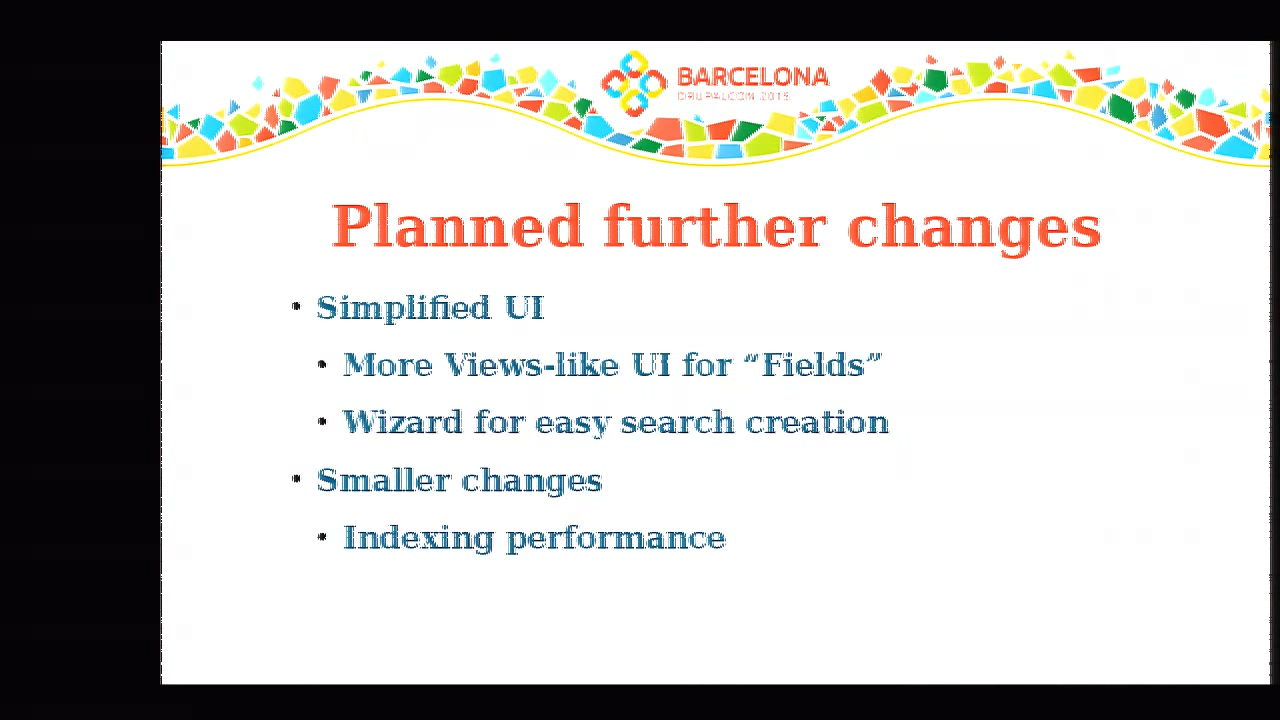 BARCELONA
DRUPALCON 2015
Planned further changes
• Simplified UI
• More Views-like UI for “Fields”
• Wizard for easy search creation
• Smaller changes
• Indexing performance